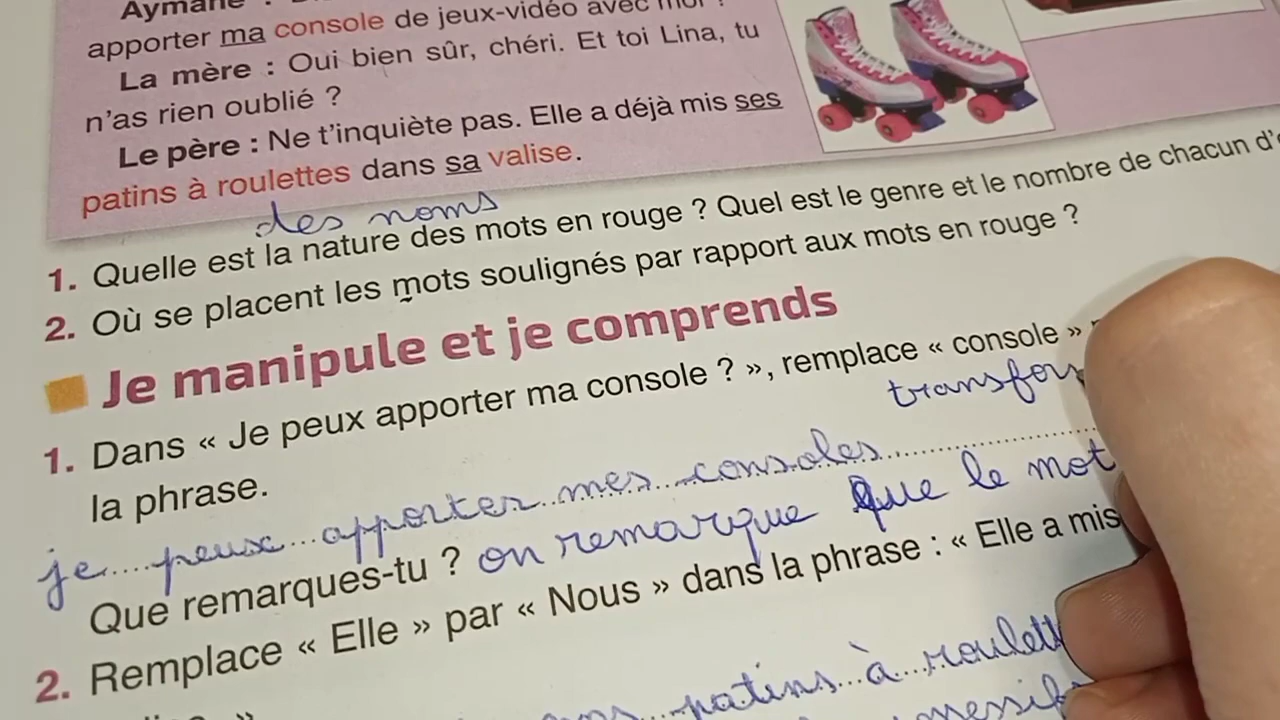 Aymane :
apporter ma console de jeux-vidéo avec moi ?
La mère : Oui bien sûr, chéri. Et toi Lina, tu
n'as rien oublié ?
Le père : Ne t'inquiète pas. Elle a déjà mis ses
patins à roulettes dans sa valise.
des noms
1. Quelle est la nature des mots en rouge ? Quel est le genre et le nombre de chacun d'
2. Où se placent les mots soulignés par rapport aux mots en rouge ?
Je manipule et je comprends
1. Dans « Je peux apporter ma console ? », remplace « console »
transfor
la phrase.
je peux apporter mes consoles
Que remarques-tu ? on remarque que le mot
2. Remplace « Elle » par « Nous » dans la phrase : « Elle a mis
patins à roulett